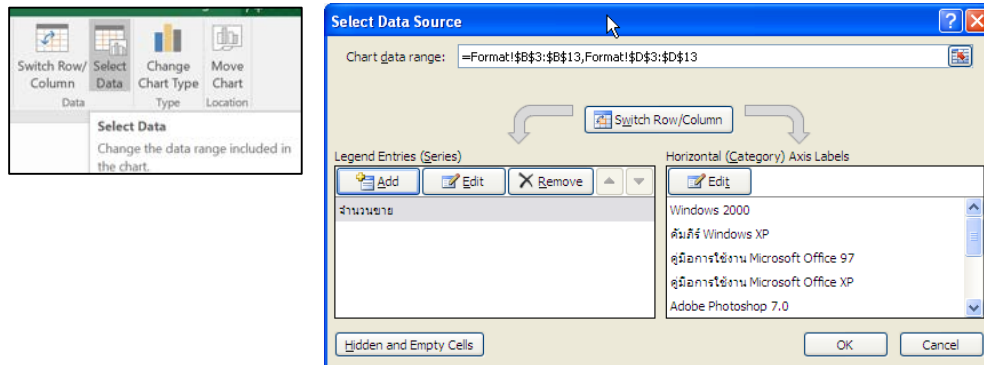 Switch Row/ Select Change Move
Column Data Chart Type Chart
Data Type Location
Select Data
Change the data range included in
the chart.
Select Data Source
Chart data range: =Format!$B$3:$B$13,Format!$D$3:$D$13
Switch Row/Column
Legend Entries (Series)
Add Edit Remove
จำนวนขาย
Horizontal (Category) Axis Labels
Edit
Windows 2000
คัมภีร์ Windows XP
คู่มือการใช้งาน Microsoft Office 97
คู่มือการใช้งาน Microsoft Office XP
Adobe Photoshop 7.0
Hidden and Empty Cells
OK Cancel